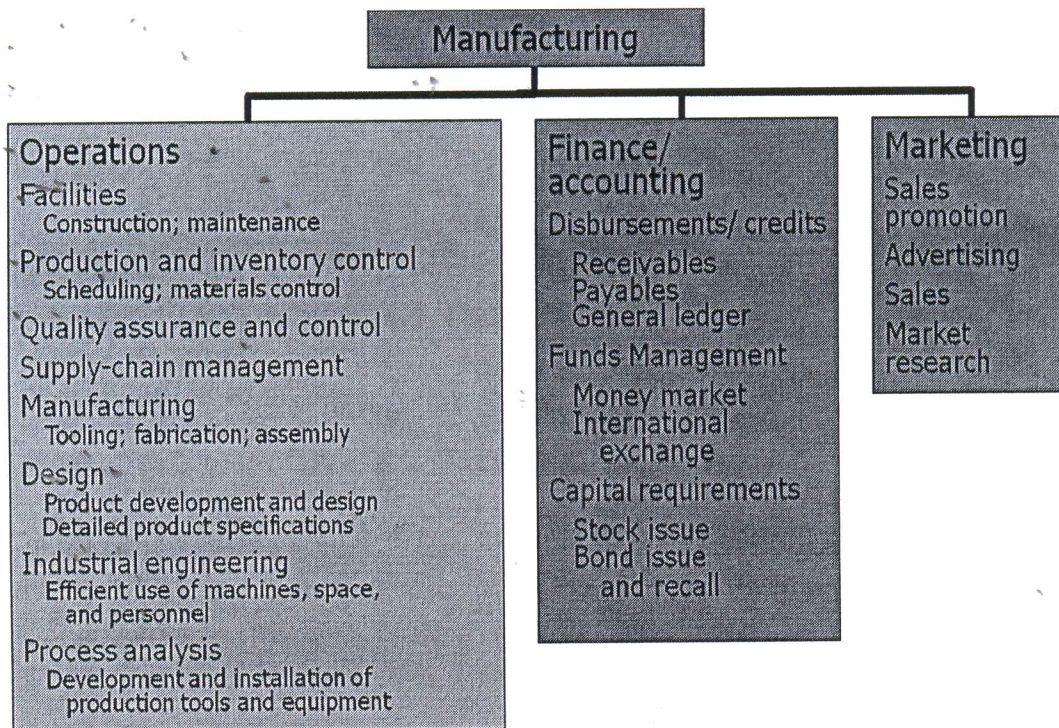 Manufacturing
Operations
Facilities
Construction; maintenance
Production and inventory control
Scheduling; materials control
Quality assurance and control
Supply-chain management
Manufacturing
Tooling; fabrication; assembly
Design
Product development and design
Detailed product specifications
Industrial engineering
Efficient use of machines, space,
and personnel
Process analysis
Development and installation of
production tools and equipment
Finance/
accounting
Disbursements/ credits
Receivables
Payables
General ledger
Funds Management
Money market
International
exchange
Capital requirements
Stock issue
Bond issue
and recall
Marketing
Sales
promotion
Advertising
Sales
Market
research